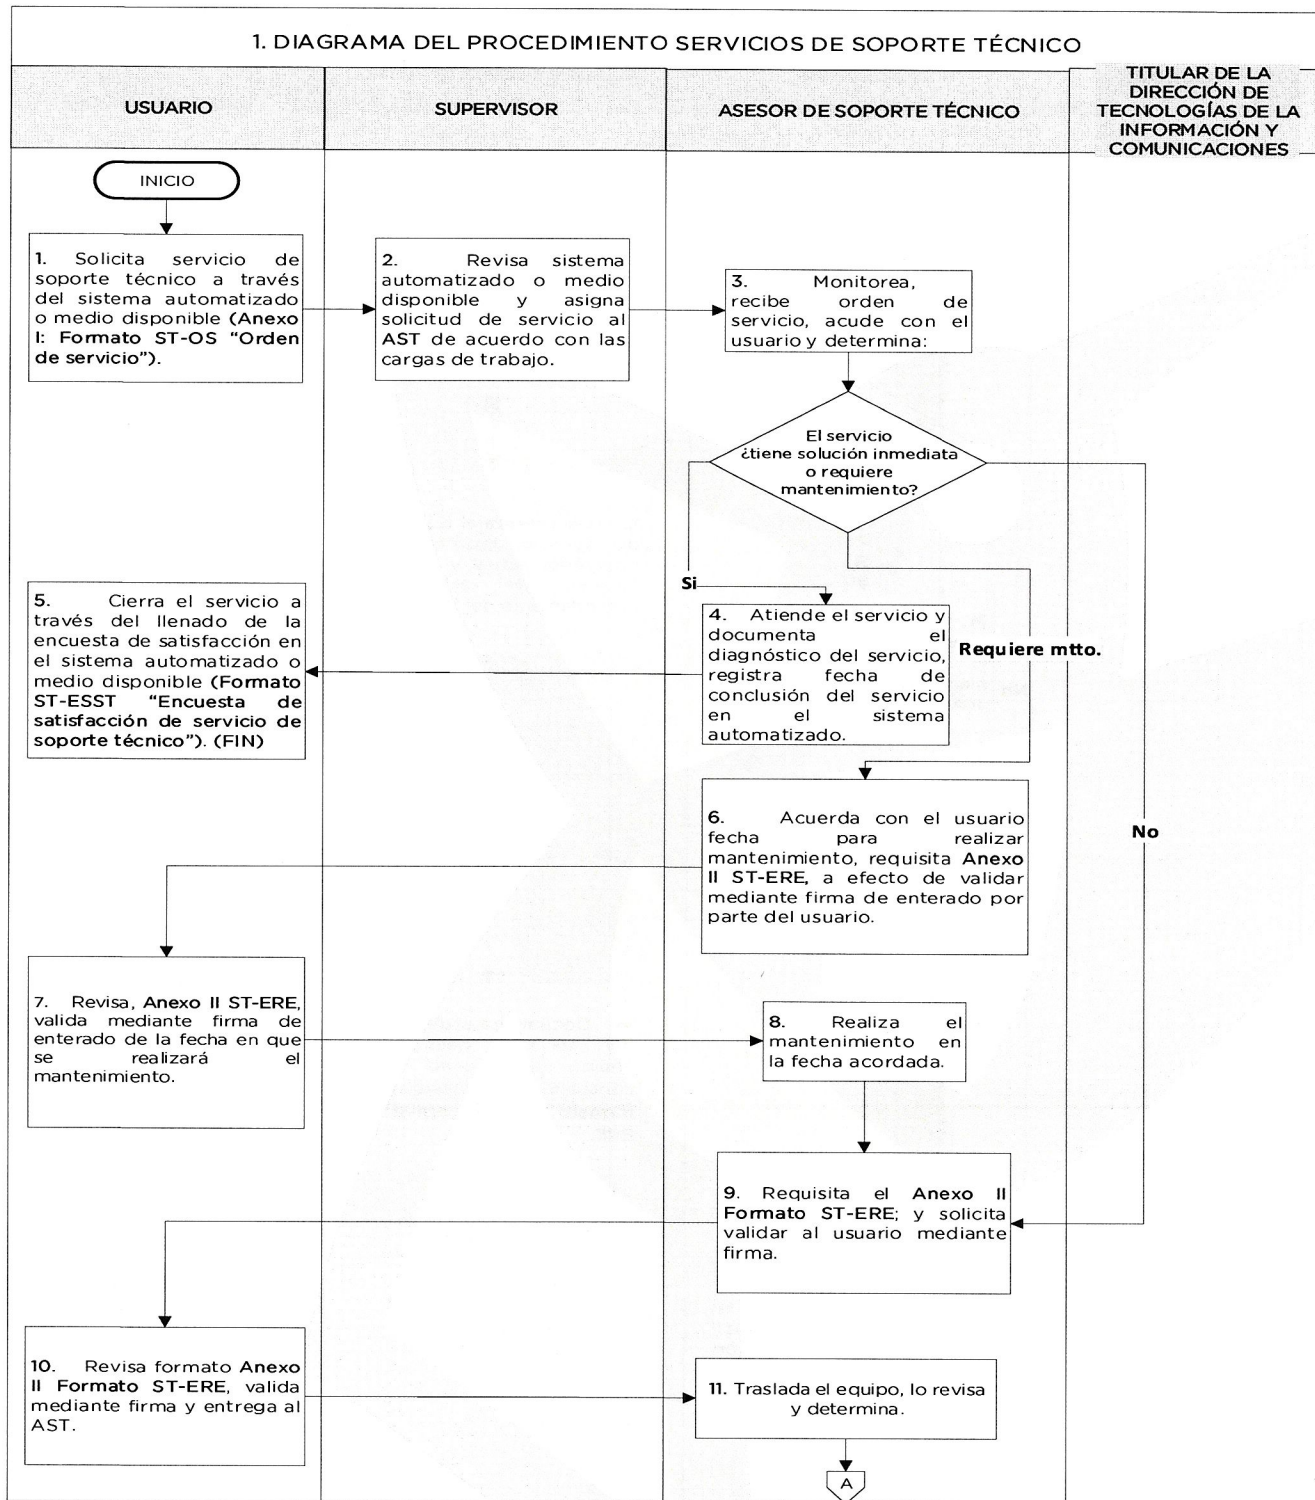 1. DIAGRAMA DEL PROCEDIMIENTO SERVICIOS DE SOPORTE TÉCNICO
USUARIO
SUPERVISOR
ASESOR DE SOPORTE TÉCNICO
TITULAR DE LA
DIRECCIÓN DE
TECNOLOGÍAS DE LA
INFORMACIÓN Y
COMUNICACIONES
INICIO
1. Solicita servicio de
soporte técnico a través
del sistema automatizado
o medio disponible (Anexo
I: Formato ST-OS “Orden
de servicio”).
2. Revisa sistema
automatizado o medio
disponible y asigna
solicitud de servicio al
AST de acuerdo con las
cargas de trabajo.
3. Monitorea,
recibe orden de
servicio, acude con el
usuario y determina:
El servicio
¿tiene solución inmediata
o requiere
mantenimiento?
Si
4. Atiende el servicio y
documenta el
diagnóstico del servicio,
registra fecha de
conclusión del servicio
en el sistema
automatizado.
Requiere mtto.
No
5. Cierra el servicio a
través del llenado de la
encuesta de satisfacción en
el sistema automatizado o
medio disponible (Formato
ST-ESST “Encuesta de
satisfacción de servicio de
soporte técnico”). (FIN)
6. Acuerda con el usuario
fecha para realizar
mantenimiento, requisita Anexo
II ST-ERE, a efecto de validar
mediante firma de enterado por
parte del usuario.
7. Revisa, Anexo II ST-ERE,
valida mediante firma de
enterado de la fecha en que
se realizará el
mantenimiento.
8. Realiza el
mantenimiento en
la fecha acordada.
9. Requisita el Anexo II
Formato ST-ERE; y solicita
validar al usuario mediante
firma.
10. Revisa formato Anexo
II Formato ST-ERE, valida
mediante firma y entrega al
AST.
11. Traslada el equipo, lo revisa
y determina.
A